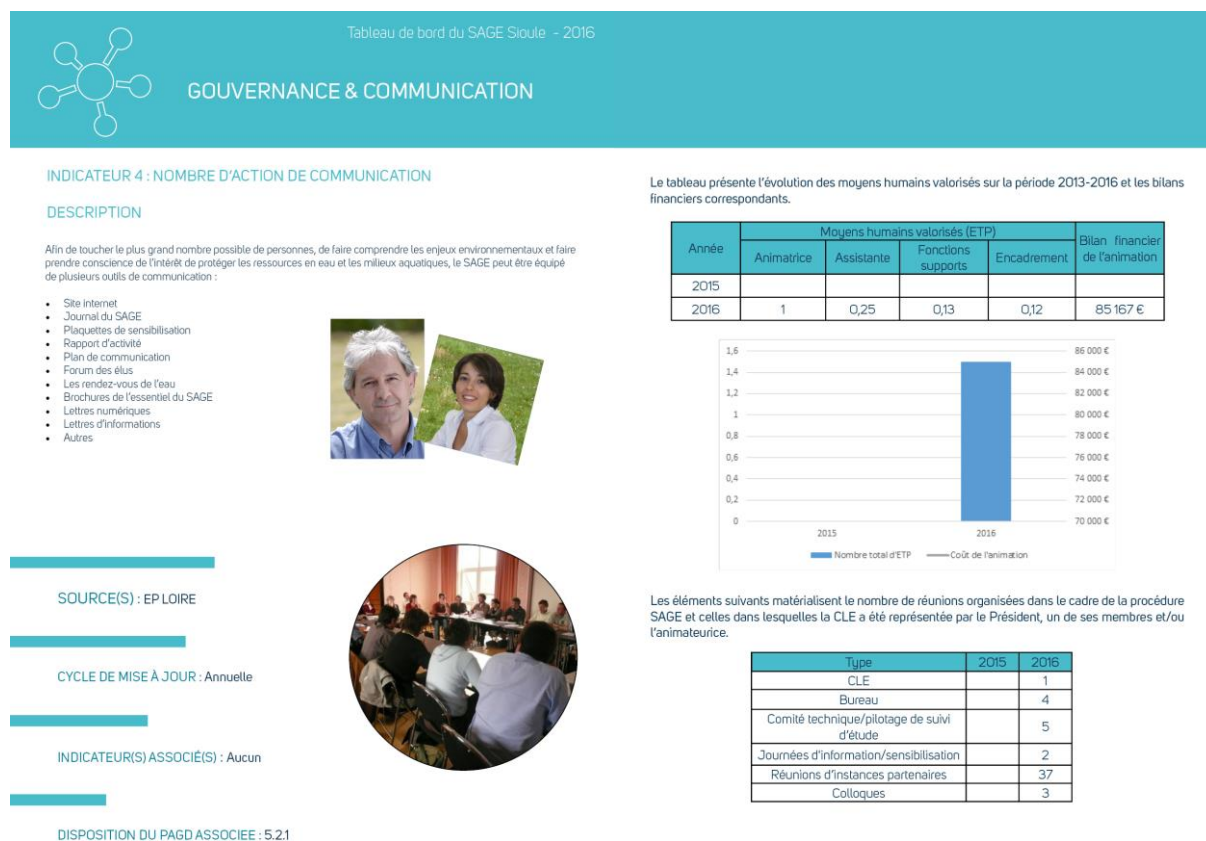 Tableau de bord du SAGE Sioule - 2016
GOUVERNANCE & COMMUNICATION
INDICATEUR 4 : NOMBRE D'ACTION DE COMMUNICATION
DESCRIPTION
Afin de toucher le plus grand nombre possible de personnes, de faire comprendre les enjeux environnementaux et faire
prendre conscience de l'intérêt de protéger les ressources en eau et les milieux aquatiques, le SAGE peut être équipé
de plusieurs outils de communication :
• Site internet
• Journal du SAGE
• Plaquettes de sensibilisation
• Rapport d'activité
• Plan de communication
• Forum des élus
• Les rendez-vous de l'eau
• Brochures de l'essentiel du SAGE
• Lettres numériques
• Lettres d'informations
• Autres
SOURCE(S) : EP LOIRE
CYCLE DE MISE À JOUR : Annuelle
INDICATEUR(S) ASSOCIÉ(S) : Aucun
DISPOSITION DU PAGD ASSOCIEE : 5.2.1
Le tableau présente l'évolution des moyens humains valorisés sur la période 2013-2016 et les bilans
financiers correspondants.
Année
Moyens humains valorisés (ETP)
Bilan financier
de l'animation
Animatrice Assistante Fonctions
supports Encadrement
2015
2016 1 0,25 0,13 0,12 85 167 €
1,6 86 000 €
1,4 84 000 €
1,2 82 000 €
1 80 000 €
0,8 78 000 €
0,6 76 000 €
0,4 74 000 €
0,2 72 000 €
0 70 000 €
2015 2016
Nombre total d'ETP Coût de l'animation
Les éléments suivants matérialisent le nombre de réunions organisées dans le cadre de la procédure
SAGE et celles dans lesquelles la CLE a été représentée par le Président, un de ses membres et/ou
l'animateurice.
Type 2015 2016
CLE 1
Bureau 4
Comité technique/pilotage de suivi
d'étude 5
Journées d'information/sensibilisation 2
Réunions d'instances partenaires 37
Colloques 3